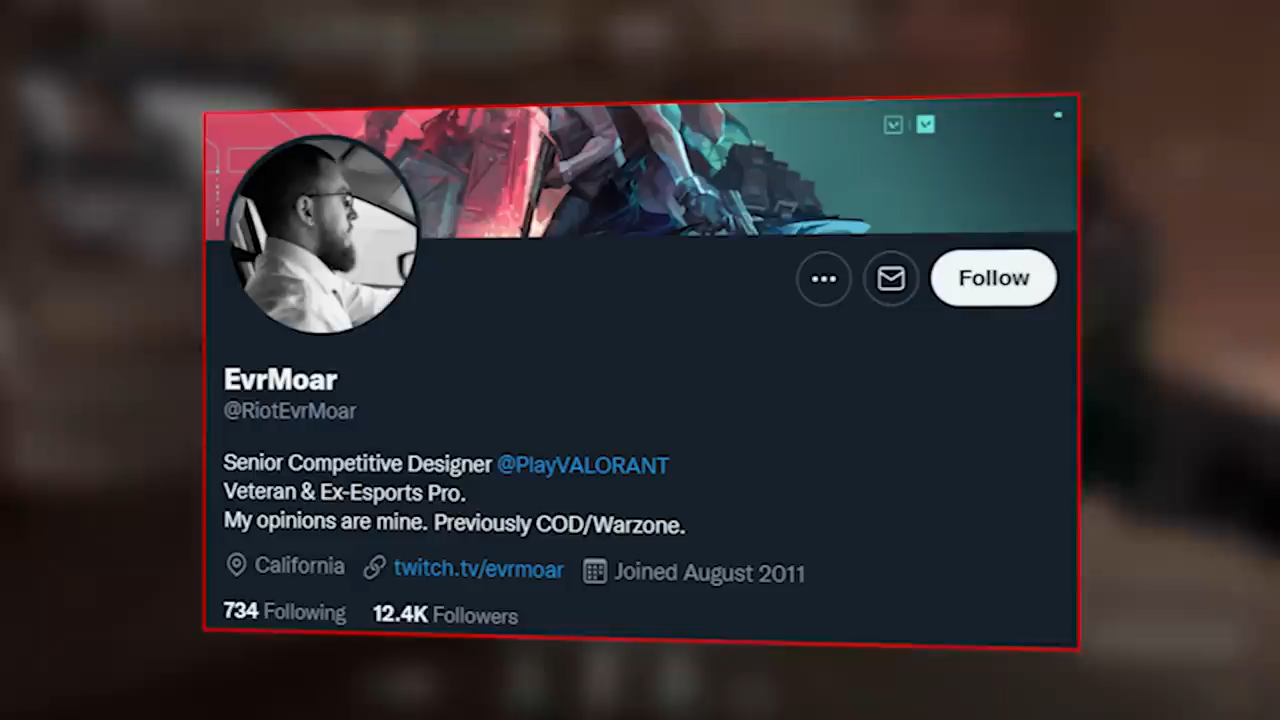 Follow
EvrMoar
@RiotEvrMoar
Senior Competitive Designer @PlayVALORANT
Veteran & Ex-Esports Pro.
My opinions are mine. Previously COD/Warzone.
California twitch.tv/evrmoar Joined August 2011
734 Following 12.4K Followers